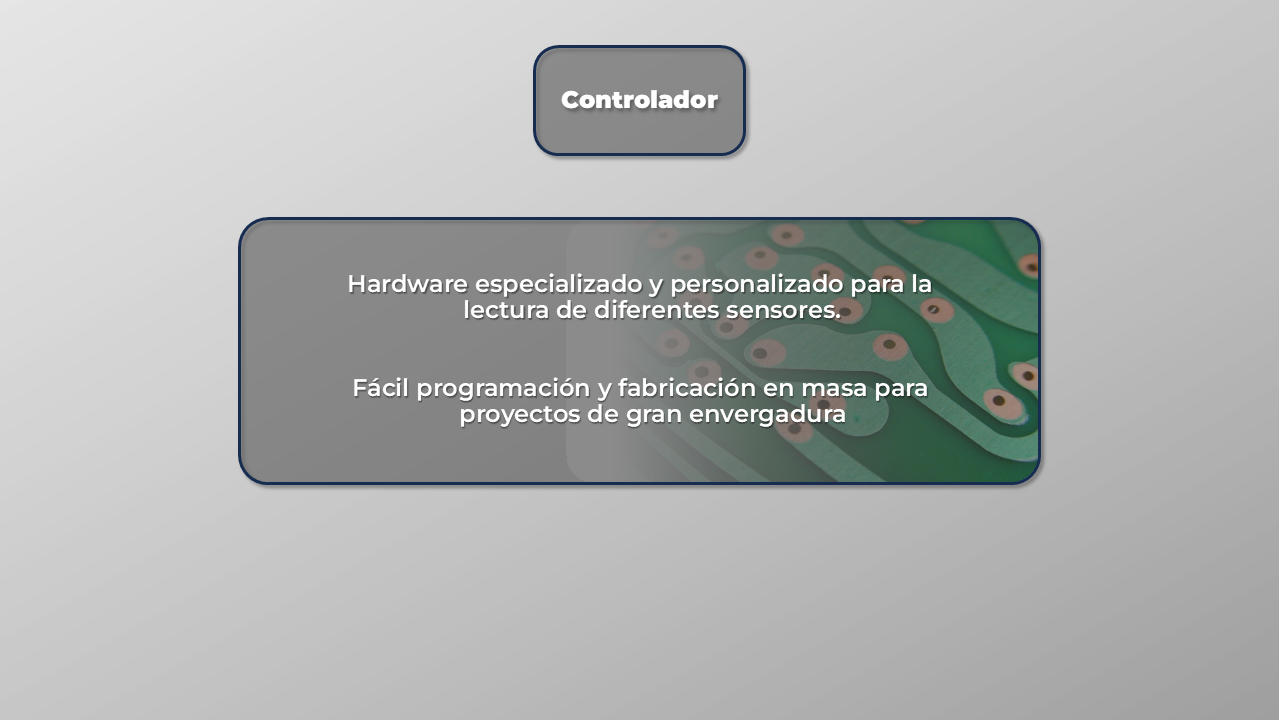 Controlador
Hardware especializado y personalizado para la
lectura de diferentes sensores.
Fácil programación y fabricación en masa para
proyectos de gran envergadura